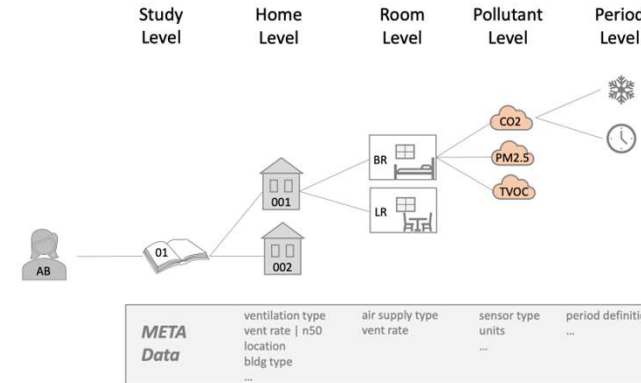 Study Level
Home Level
Room Level
Pollutant Level
Period Level
CO2
PM2.5
TVOC
BR
LR
001
002
01
AB
META Data
ventilation type
vent rate | n50
location
bldg type
...
air supply type
vent rate
sensor type
units
...
period definiti
...